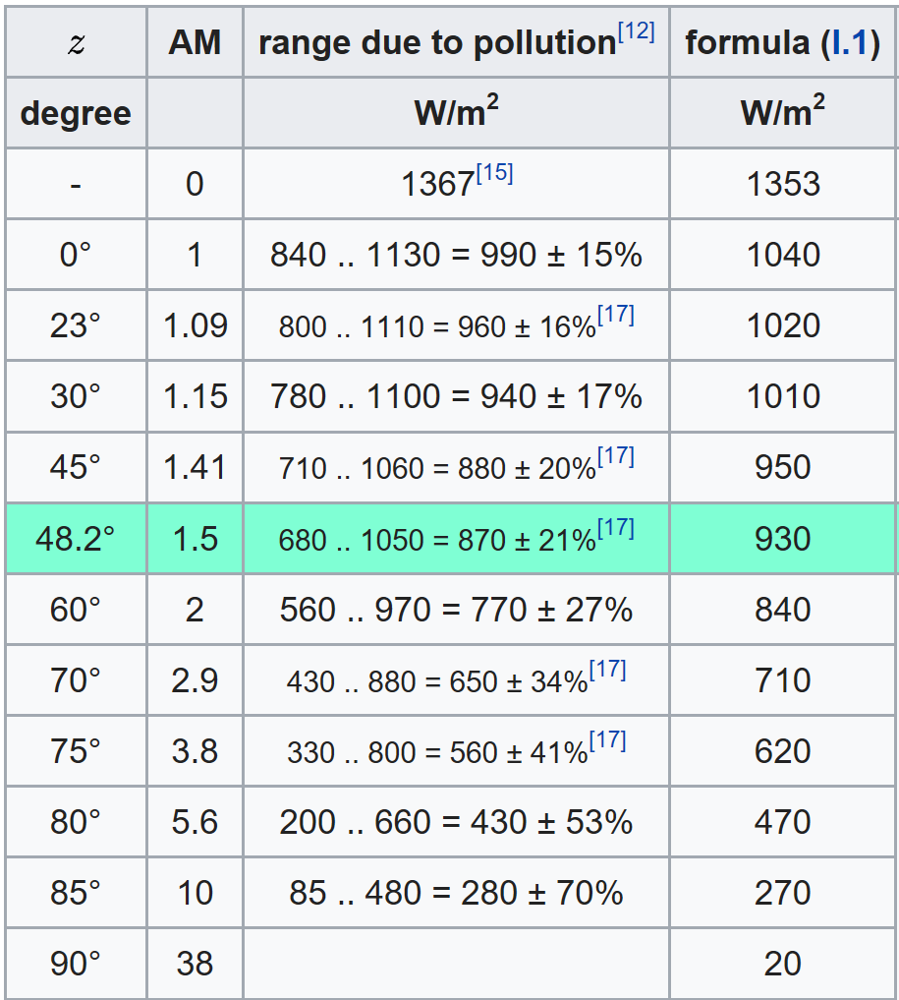 z AM range due to pollution[12] formula (I.1)
degree W/m² W/m²
- 0 1367[15] 1353
0° 1 840 .. 1130 = 990 ± 15% 1040
23° 1.09 800 .. 1110 = 960 ± 16%[17] 1020
30° 1.15 780 .. 1100 = 940 ± 17% 1010
45° 1.41 710 .. 1060 = 880 ± 20%[17] 950
48.2° 1.5 680 .. 1050 = 870 ± 21%[17] 930
60° 2 560 .. 970 = 770 ± 27% 840
70° 2.9 430 .. 880 = 650 ± 34%[17] 710
75° 3.8 330 .. 800 = 560 ± 41%[17] 620
80° 5.6 200 .. 660 = 430 ± 53% 470
85° 10 85 .. 480 = 280 ± 70% 270
90° 38 20